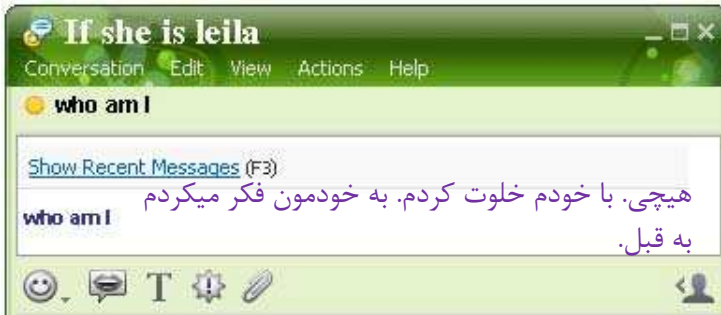 If she is leila
Conversation Edit View Actions Help
who am I
Show Recent Messages (F3)
who am I هیچی. با خودم خلوت کردم. به خودمون فکر میکردم
به قبل.
T